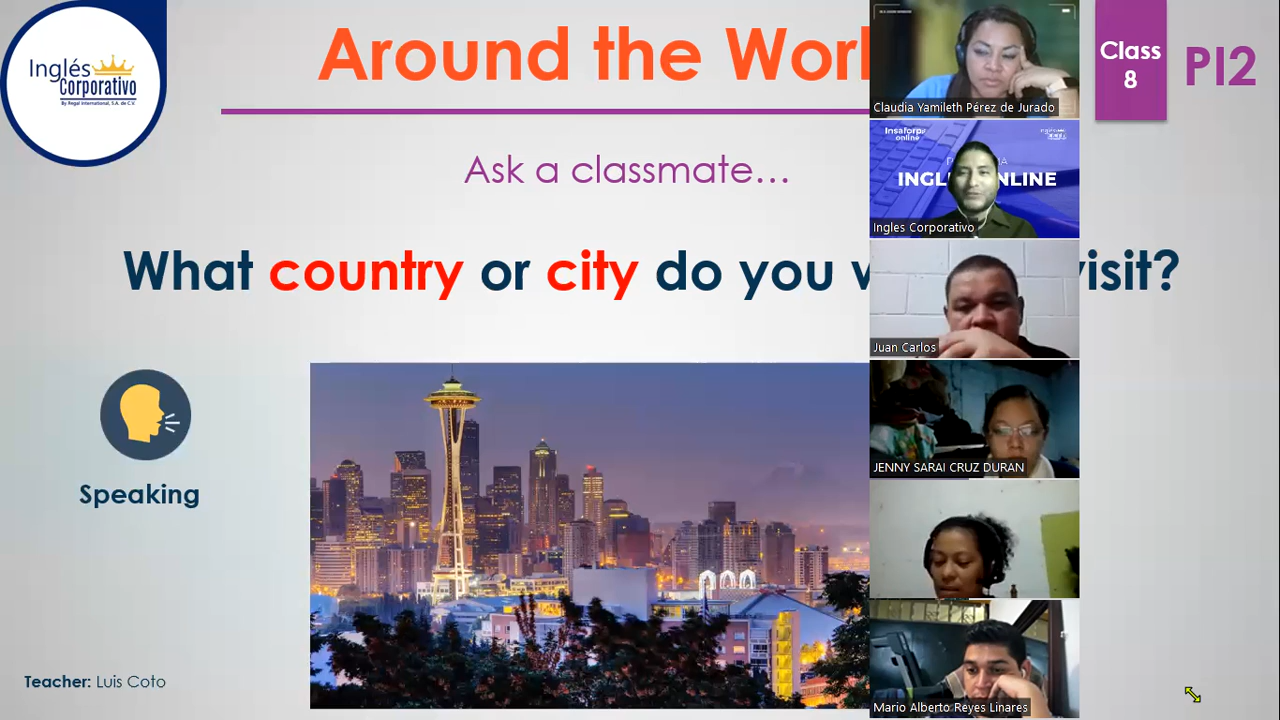 Inglés
Corporativo
By Regal International, S.A. de C.V.
Around the Worl
Class
8
PI2
Ask a classmate...
What country or city do you visit?
Speaking
Teacher: Luis Coto
Claudia Yamileth Pérez de Jurado
Insaforp
online
INGL NLINE
Ingles Corporativo
Juan Carlos
JENNY SARAI CRUZ DURAN
Mario Alberto Reyes Linares